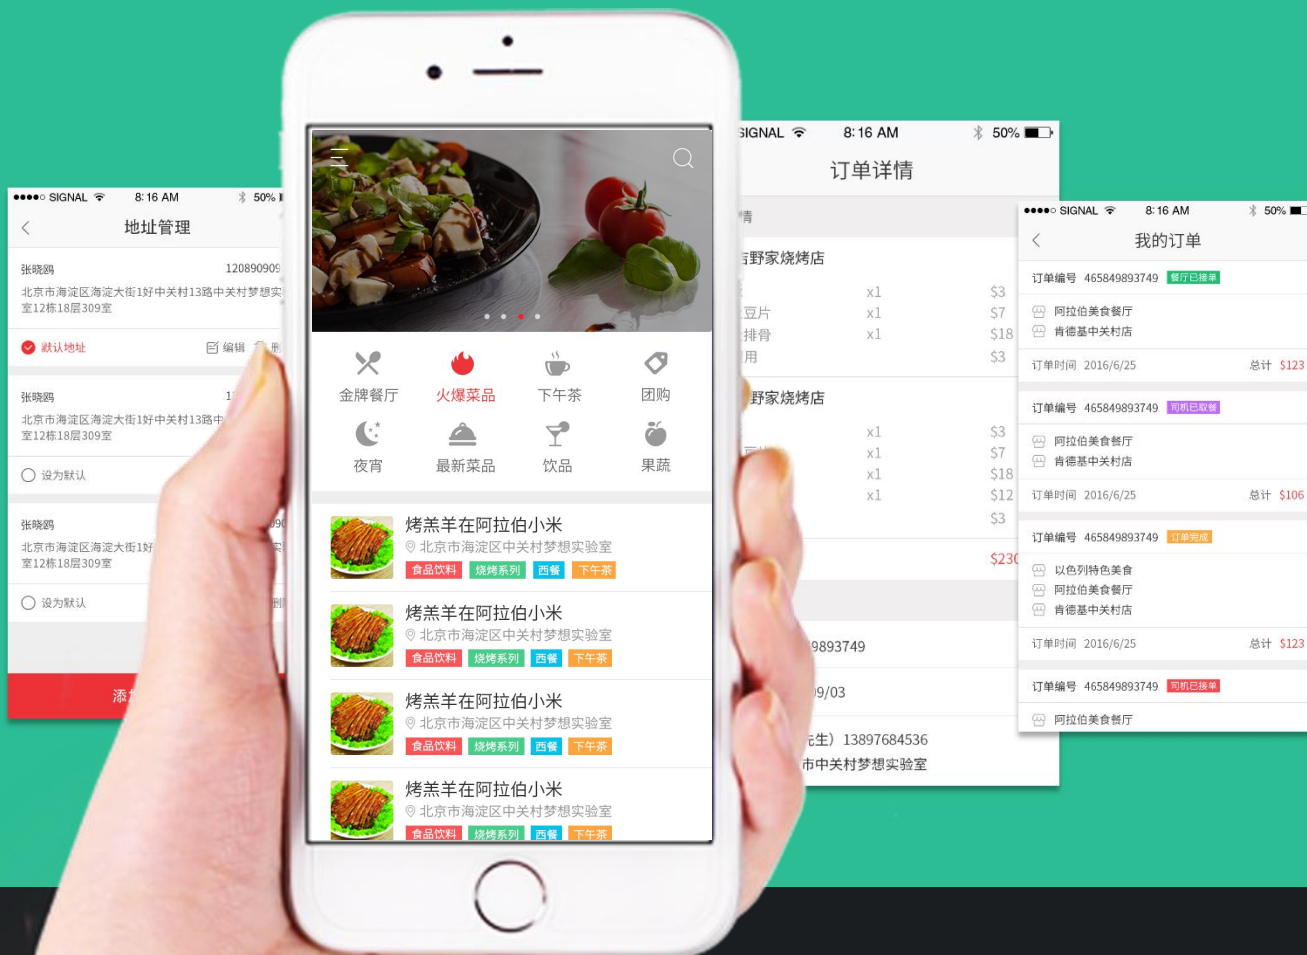 SIGNAL
8:16 AM
50%
地址管理
张晓鸥
120890909
北京市海淀区海淀大街1好中关村13路中关村梦想实
室12栋18层309室
默认地址
编辑
张晓鸥
北京市海淀区海淀大街1好中关村13路中
室12栋18层309室
设为默认
张晓鸥
北京市海淀区海淀大街1好
室12栋18层309室
设为默认
金牌餐厅
火爆菜品
下午茶
团购
夜宵
最新菜品
饮品
果蔬
烤羔羊在阿拉伯小米
北京市海淀区中关村梦想实验室
食品饮料 烧烤系列 西餐 下午茶
烤羔羊在阿拉伯小米
北京市海淀区中关村梦想实验室
食品饮料 烧烤系列 西餐 下午茶
烤羔羊在阿拉伯小米
北京市海淀区中关村梦想实验室
食品饮料 烧烤系列 西餐 下午茶
烤羔羊在阿拉伯小米
北京市海淀区中关村梦想实验室
食品饮料 烧烤系列 西餐 下午茶
SIGNAL
8:16 AM
50%
订单详情
野家烧烤店
x1 $3
豆片 x1 $7
排骨 x1 $18
用 $3
野家烧烤店
x1 $3
x1 $7
x1 $18
x1 $12
$3
$230
9893749
09/03
先生）13897684536
市中关村梦想实验室
SIGNAL
8:16 AM
50%
我的订单
订单编号 465849893749 餐厅已接单
阿拉伯美食餐厅
肯德基中关村店
订单时间 2016/6/25 总计 $123
订单编号 465849893749 司机已取餐
阿拉伯美食餐厅
肯德基中关村店
订单时间 2016/6/25 总计 $106
订单编号 465849893749 订单完成
以色列特色美食
阿拉伯美食餐厅
肯德基中关村店
订单时间 2016/6/25 总计 $123
订单编号 465849893749 司机已接单
阿拉伯美食餐厅